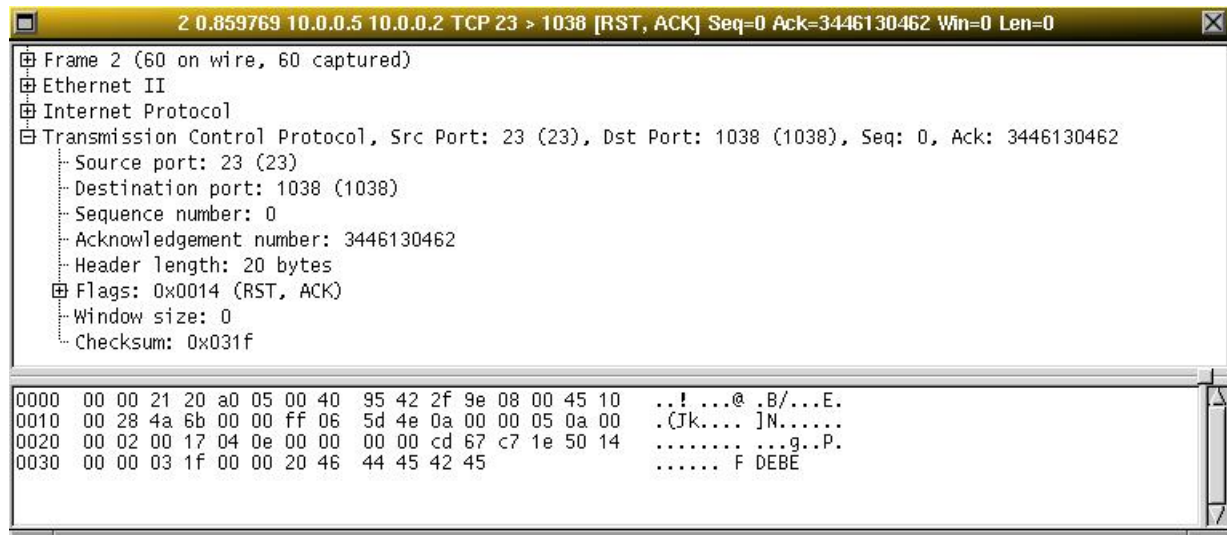 2 0.859769 10.0.0.5 10.0.0.2 TCP 23 > 1038 [RST, ACK] Seq=0 Ack=3446130462 Win=0 Len=0
Frame 2 (60 on wire, 60 captured)
Ethernet II
Internet Protocol
Transmission Control Protocol, Src Port: 23 (23), Dst Port: 1038 (1038), Seq: 0, Ack: 3446130462
Source port: 23 (23)
Destination port: 1038 (1038)
Sequence number: 0
Acknowledgement number: 3446130462
Header length: 20 bytes
Flags: 0x0014 (RST, ACK)
Window size: 0
Checksum: 0x031f
0000 00 00 21 20 a0 05 00 40 95 42 2f 9e 08 00 45 10 ..! ...@ .B/...E.
0010 00 28 4a 6b 00 00 ff 06 5d 4e 0a 00 00 05 0a 00 .(Jk.... ]N......
0020 00 02 00 17 04 0e 00 00 00 00 cd 67 c7 1e 50 14 ........ ...g..P.
0030 00 00 03 1f 00 00 20 46 44 45 42 45 ...... F DEBE